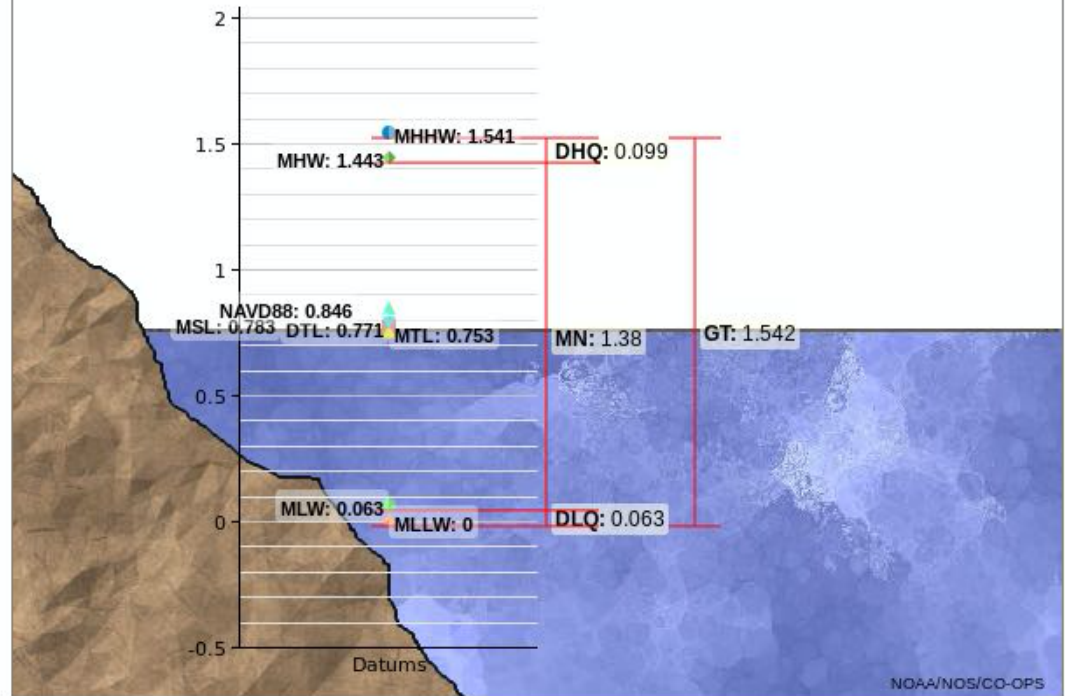 2
MHHW: 1.541
1.5
DHQ: 0.099
MHW: 1.443
1
NAVD88: 0.846
MSL: 0.783
DTL: 0.771
MTL: 0.753
MN: 1.38
GT: 1.542
0.5
MLW: 0.063
0
MLLW: 0
DLQ: 0.063
-0.5
Datums
NOAA/NOS/CO-OPS